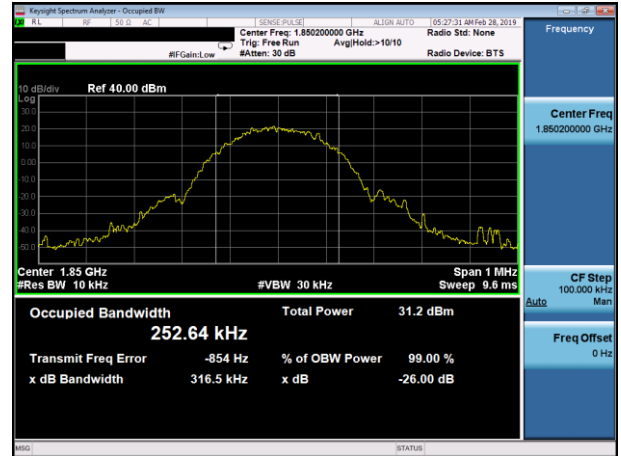 Keysight Spectrum Analyzer - Occupied BW
RL RF 50 Ω AC SENSE:PULSE ALIGN AUTO 05:27:31 AM Feb 28, 2019
Center Freq: 1.850200000 GHz Radio Std: None
Trig: Free Run Avg|Hold:>10/10
#IFGain:Low #Atten: 30 dB Radio Device: BTS
Frequency
10 dB/div Ref 40.00 dBm
Log
30.0
20.0
10.0
0.00
-10.0
-20.0
-30.0
-40.0
-50.0
Center 1.85 GHz Span 1 MHz
#Res BW 10 kHz #VBW 30 kHz Sweep 9.6 ms
Occupied Bandwidth Total Power 31.2 dBm
252.64 kHz
Transmit Freq Error -854 Hz % of OBW Power 99.00 %
x dB Bandwidth 316.5 kHz x dB -26.00 dB
Center Freq
1.850200000 GHz
CF Step
100.000 kHz
Auto Man
Freq Offset
0 Hz
MSG STATUS